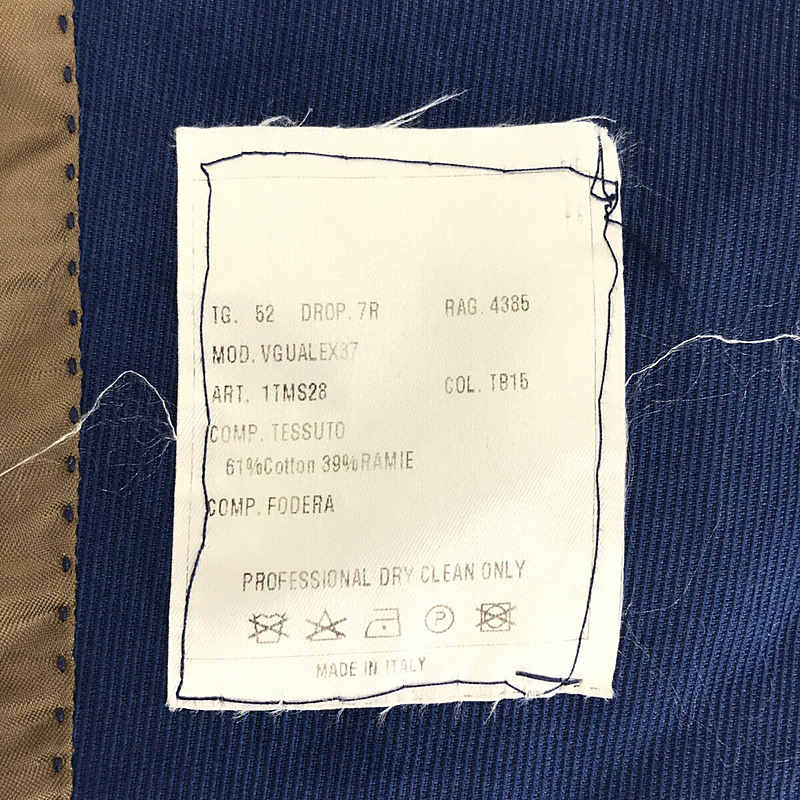 TG. 52 DROP. 7R RAG. 4385
MOD. VGUALEX37
ART. 1TMS28 COL. TB15
COMP. TESSUTO
61%Cotton 39%RAMIE
COMP. FODERA
PROFESSIONAL DRY CLEAN ONLY
P
MADE IN ITALY